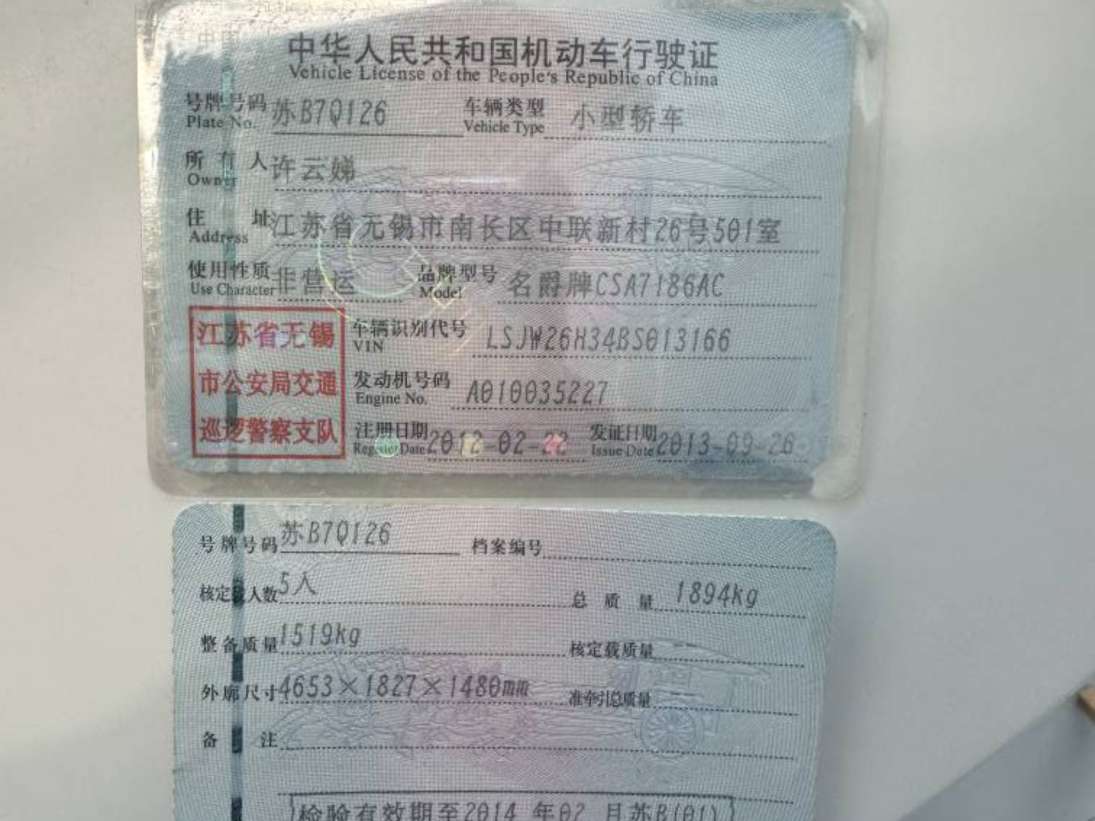 中华人民共和国机动车行驶证
Vehicle License of the People's Republic of China
号牌号码 Plate No. 苏B7Q126 车辆类型 Vehicle Type 小型轿车
所有人 Owner 许云娣
住址 Address 江苏省无锡市南长区中联新村26号501室
使用性质 Use Character 非营运 品牌型号 Model 名爵牌CSA7186AC
江苏省无锡
市公安局交通
巡逻警察支队
车辆识别代号 VIN LSJW26H34BS013166
发动机号码 Engine No. A010035227
注册日期 Register Date 2012-02-22 发证日期 Issue Date 2013-09-26
号牌号码 苏B7Q126 档案编号
核定载人数 5人 总质量 1894kg
整备质量 1519kg 核定载质量
外廓尺寸 4653×1827×1480mm 准牵引总质量
备注
检验有效期至2014年02月苏B(01)